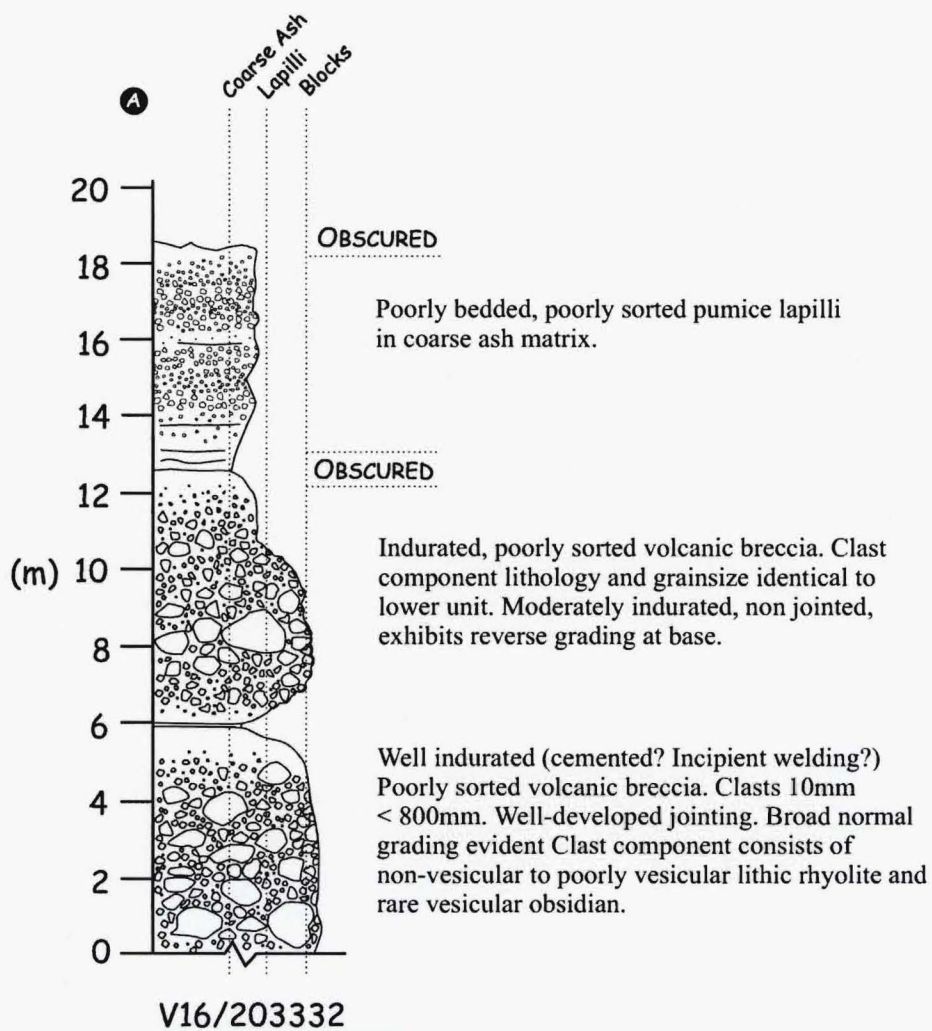 A
Coarse Ash
Lapilli
Blocks
20
18
16
14
12
10
8
6
4
2
0
(m)
OBSCURED
Poorly bedded, poorly sorted pumice lapilli
in coarse ash matrix.
OBSCURED
Indurated, poorly sorted volcanic breccia. Clast
component lithology and grainsize identical to
lower unit. Moderately indurated, non jointed,
exhibits reverse grading at base.
Well indurated (cemented? Incipient welding?)
Poorly sorted volcanic breccia. Clasts 10mm
< 800mm. Well-developed jointing. Broad normal
grading evident Clast component consists of
non-vesicular to poorly vesicular lithic rhyolite and
rare vesicular obsidian.
V16/203332